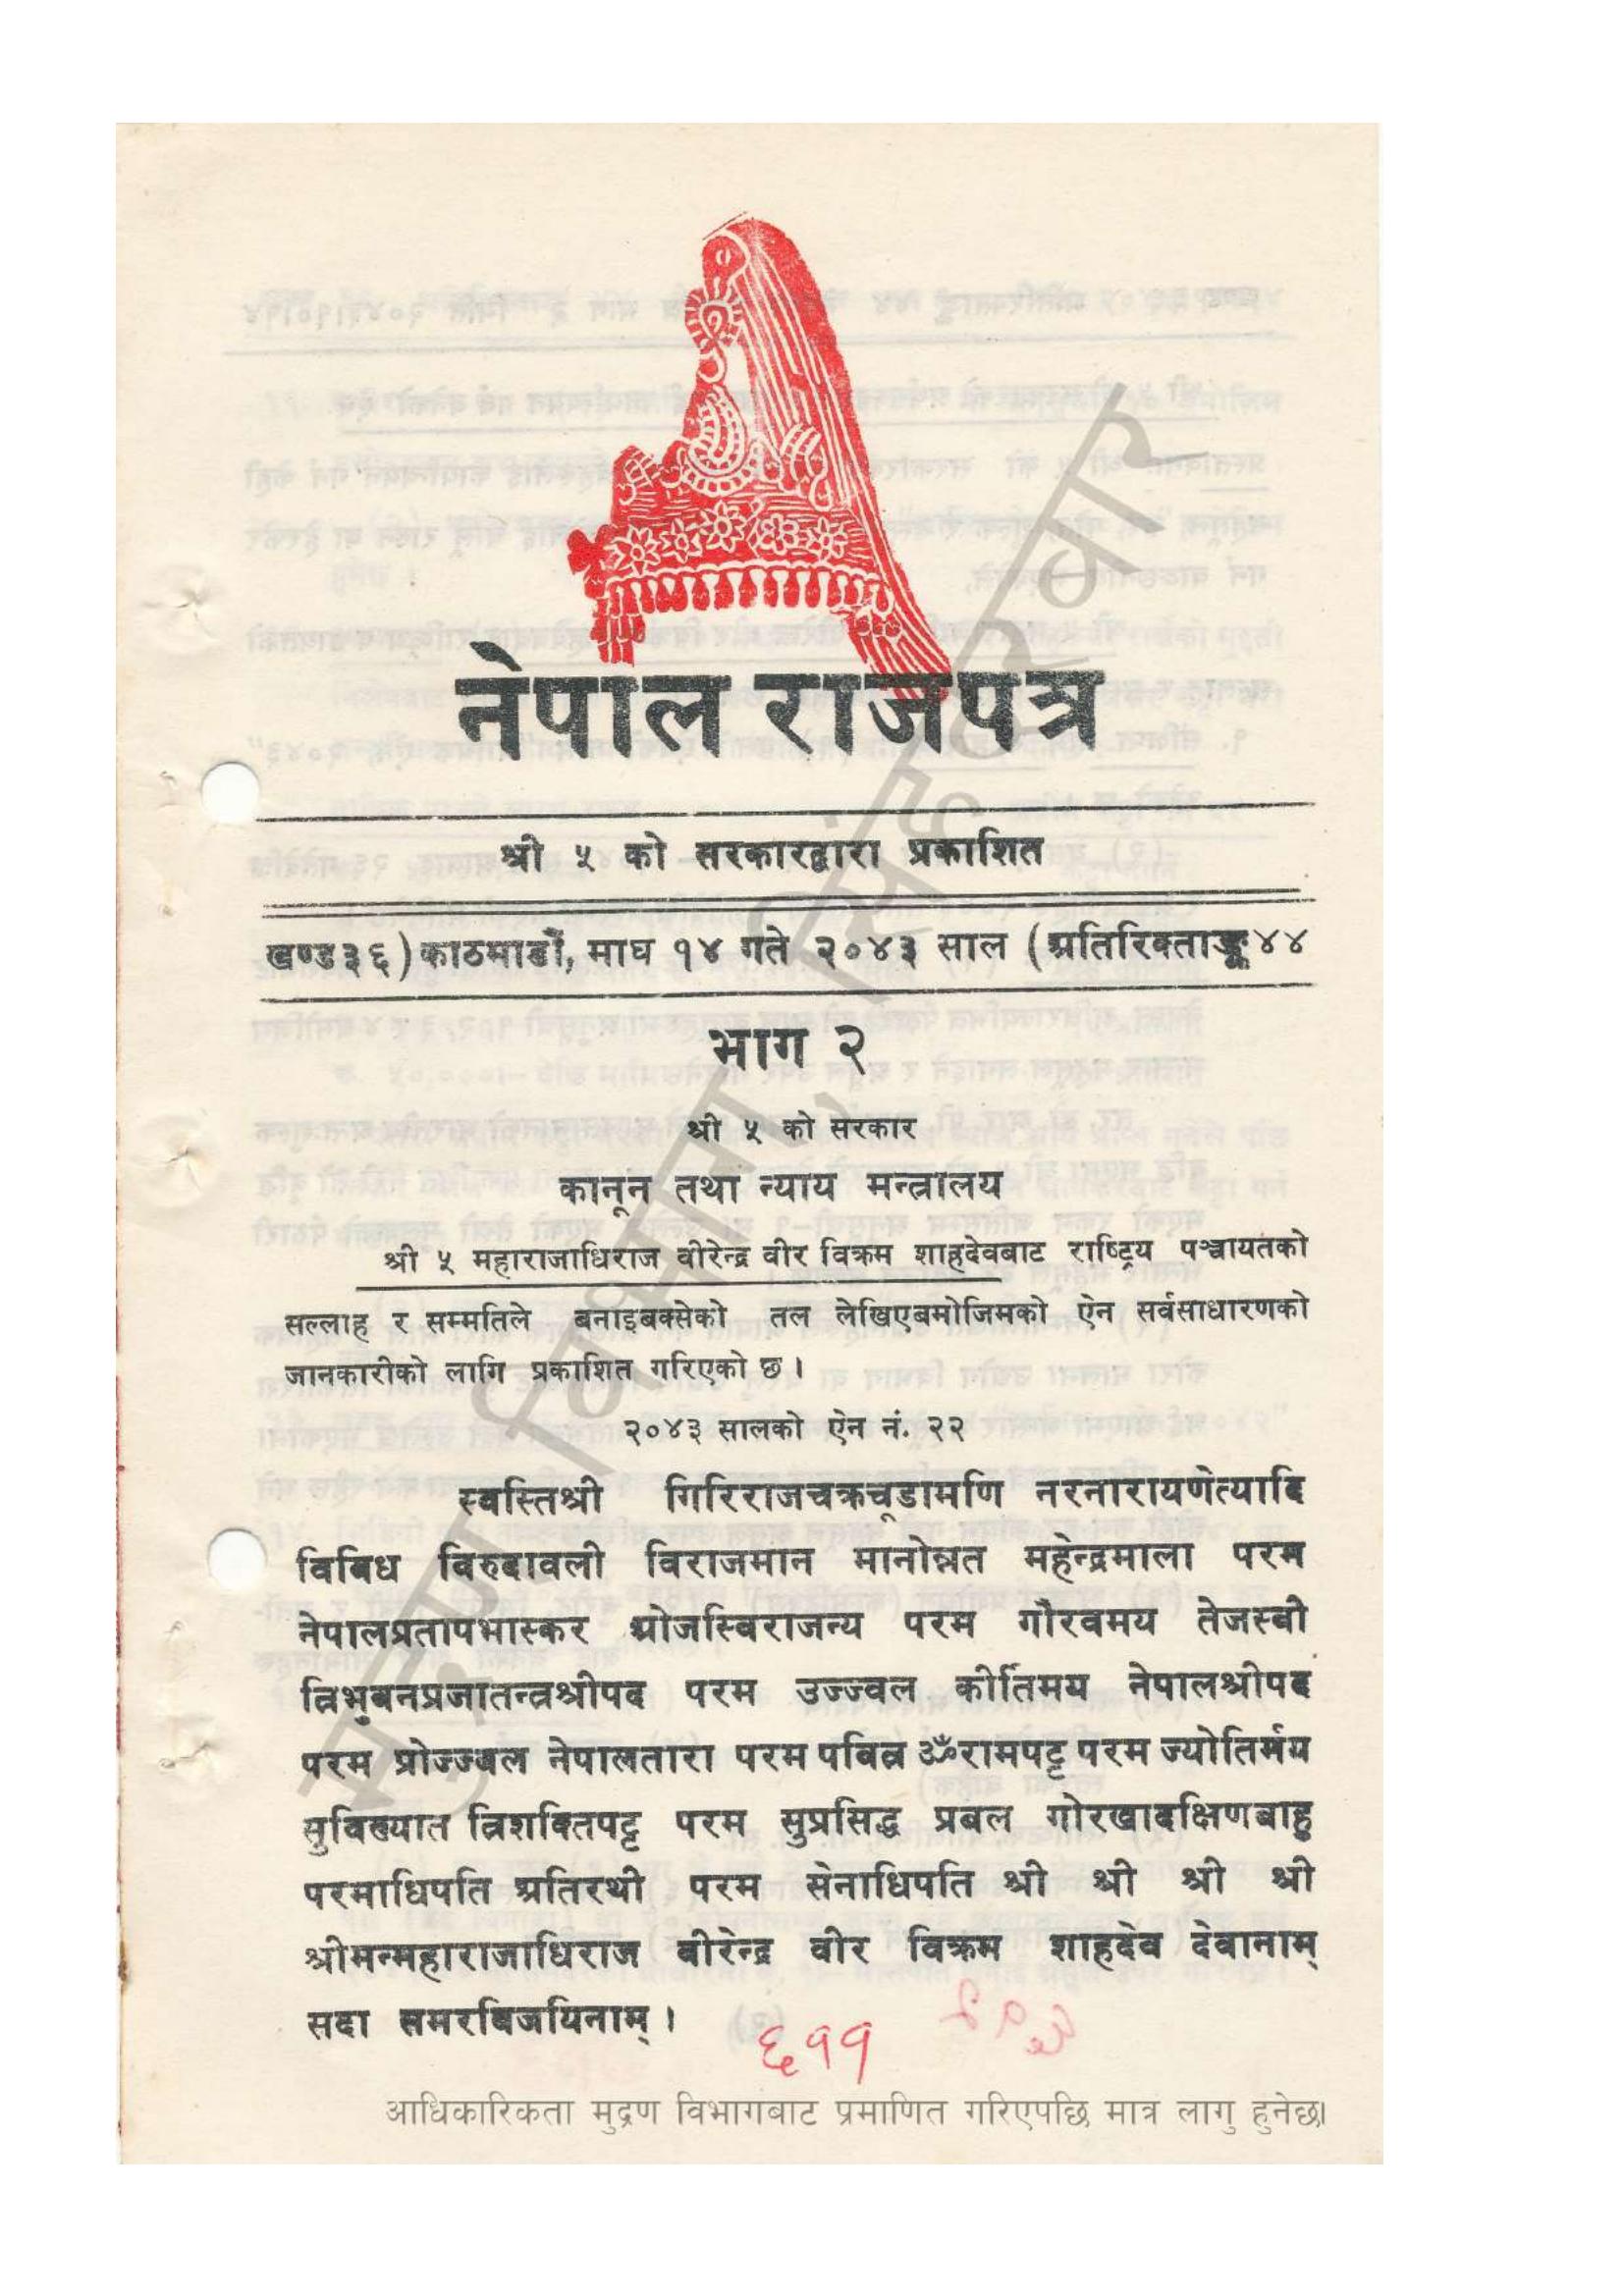 नेपाल राजपत्र
श्री ५ को सरकारद्वारा प्रकाशित
खण्ड३६) काठमाडौं, माघ १४ गते २०४३ साल (अतिरिक्ताङ्क४४
भाग २
श्री ५ को सरकार
कानून तथा न्याय मन्त्रालय
श्री ५ महाराजाधिराज वीरेन्द्र वीर विक्रम शाहदेवबाट राष्ट्रिय पञ्चायतको
सल्लाह र सम्मतिले बनाइबक्सेको तल लेखिएबमोजिमको ऐन सर्वसाधारणको
जानकारीको लागि प्रकाशित गरिएको छ ।
२०४३ सालको ऐन नं. २२
स्वस्तिश्री गिरिराजचक्रचूडामणि नरनारायणेत्यादि
विविध विरुदावली विराजमान मानोन्नत महेन्द्रमाला परम
नेपालप्रतापभास्कर ओजस्विराजन्य परम गौरवमय तेजस्वी
त्रिभुवनप्रजातन्त्रश्रीपद परम उज्ज्वल कीर्तिमय नेपालश्रीपद
परम प्रोज्ज्वल नेपालतारा परम पवित्र ॐरामपट्ट परम ज्योतिर्मय
सुविख्यात त्रिशक्तिपट्ट परम सुप्रसिद्ध प्रबल गोरखादक्षिणबाहु
परमाधिपति अतिरथी परम सेनाधिपति श्री श्री श्री श्री
श्रीमन्महाराजाधिराज वीरेन्द्र वीर विक्रम शाहदेव देवानाम्
सदा समरविजयिनाम् ।
६११
आधिकारिकता मुद्रण विभागबाट प्रमाणित गरिएपछि मात्र लागु हुनेछ।
मुद्रण विभाग, सिंहदरवार